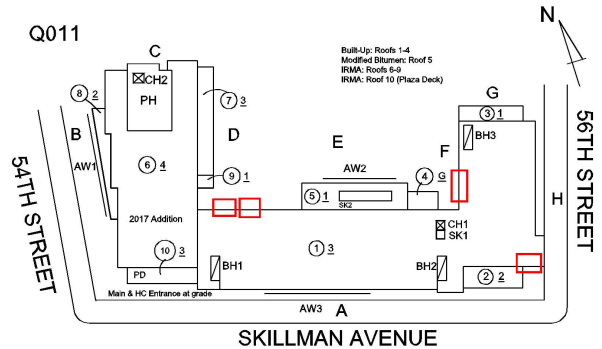 Q011
N
Built-Up: Roofs 1-4
Modified Bitumen: Roof 5
IRMA: Roofs 6-9
IRMA: Roof 10 (Plaza Deck)
C
CH2
PH
8 2
7 3
G
3 1
B
D
E
F
BH3
56TH STREET
54TH STREET
AW1
6 4
9 1
AW2
4 G
H
5 1
SK2
2017 Addition
CH1
SK1
10 3
1 3
PD
BH1
BH2
2 2
Main & HC Entrance at grade
AW3
A
SKILLMAN AVENUE